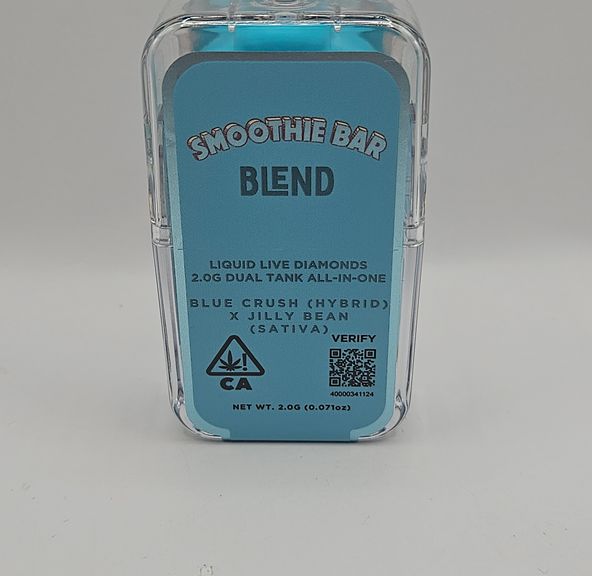 SMOOTHIE BAR
BLEND
LIQUID LIVE DIAMONDS
2.0G DUAL TANK ALL-IN-ONE
BLUE CRUSH (HYBRID)
X JILLY BEAN
(SATIVA)
VERIFY
!
CA
40000341124
NET WT. 2.0G (0.071oz)